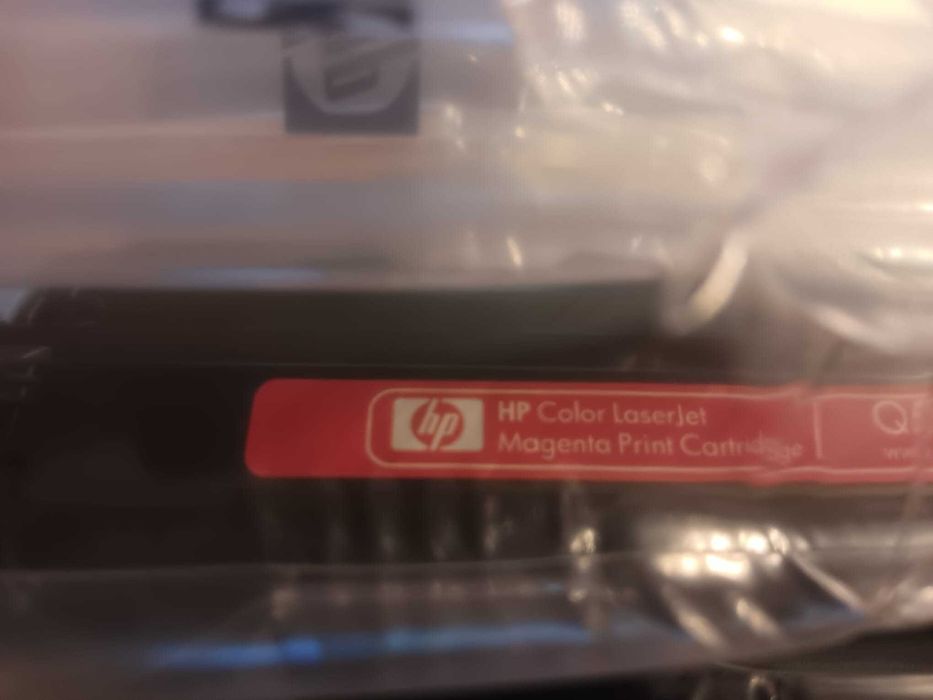 hp
HP Color LaserJet
Magenta Print Cartridge
Q